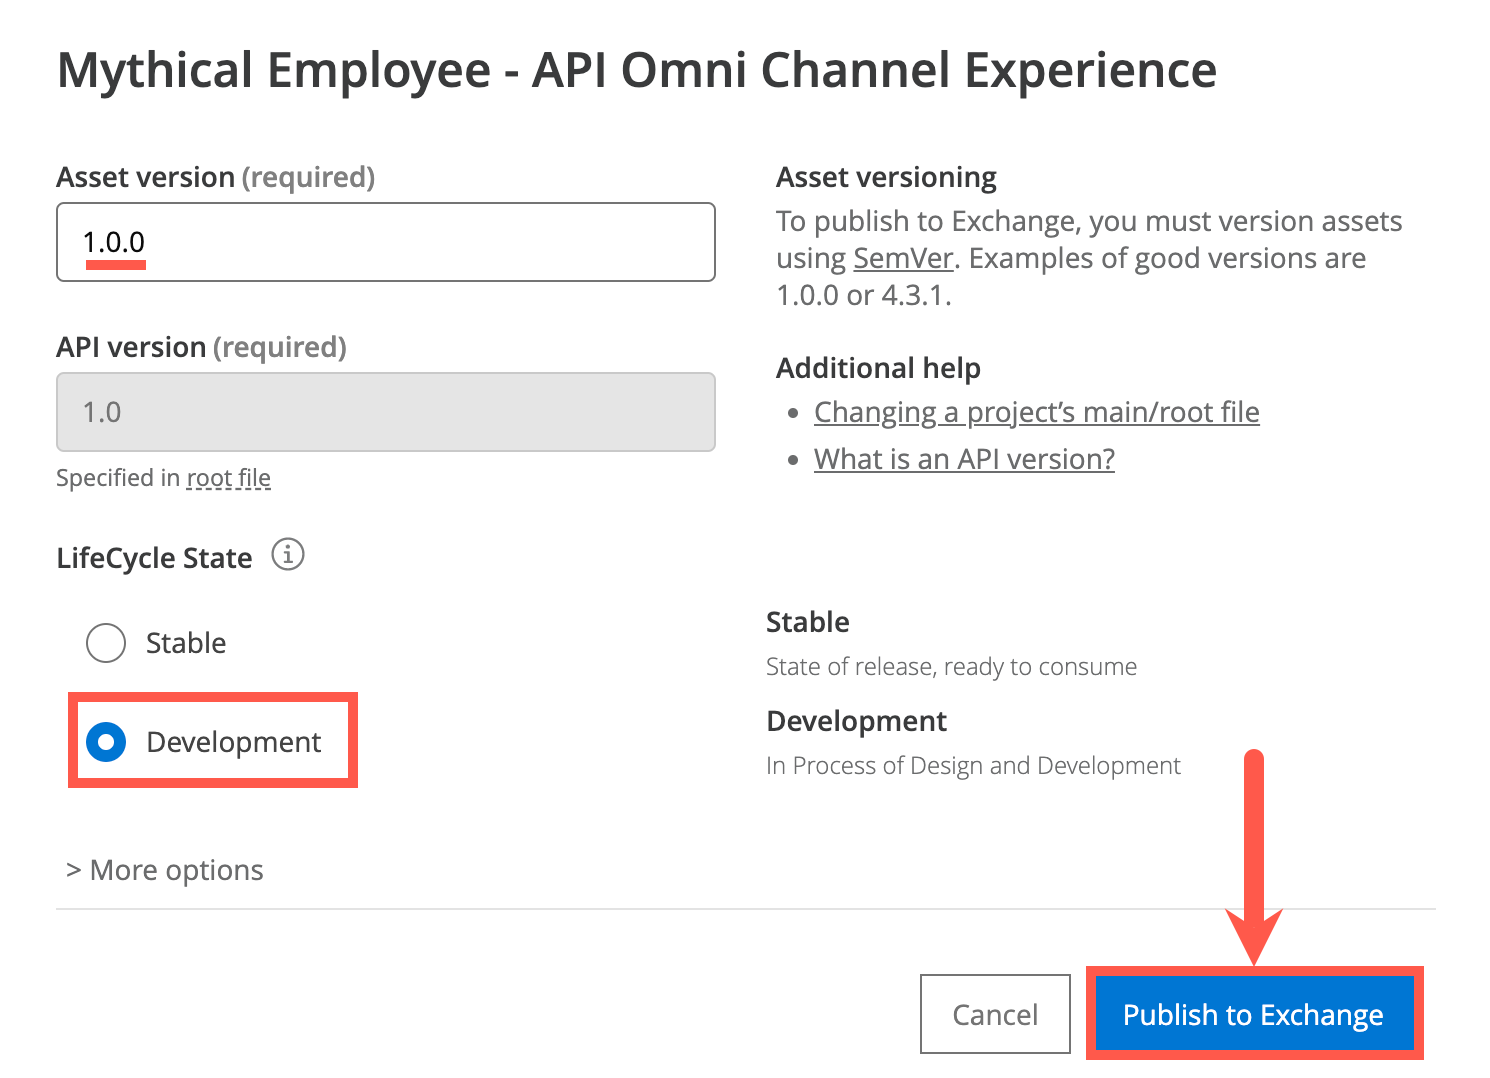 Mythical Employee - API Omni Channel Experience
Asset version (required)
1.0.0
API version (required)
1.0
Specified in root file
LifeCycle State
Stable
Development
> More options
Asset versioning
To publish to Exchange, you must version assets
using SemVer. Examples of good versions are
1.0.0 or 4.3.1.
Additional help
• Changing a project’s main/root file
• What is an API version?
Stable
State of release, ready to consume
Development
In Process of Design and Development
Cancel
Publish to Exchange